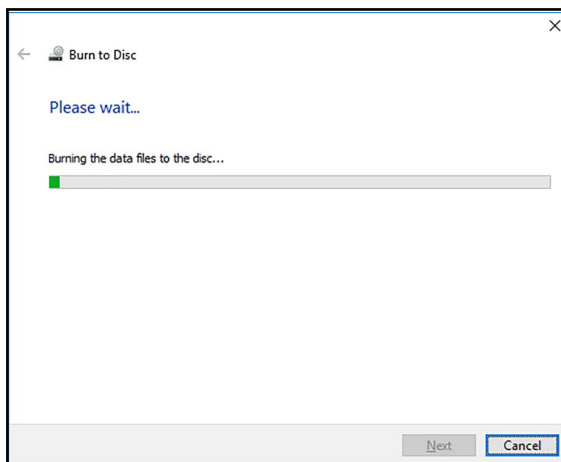 Burn to Disc
Please wait...
Burning the data files to the disc...
Next
Cancel